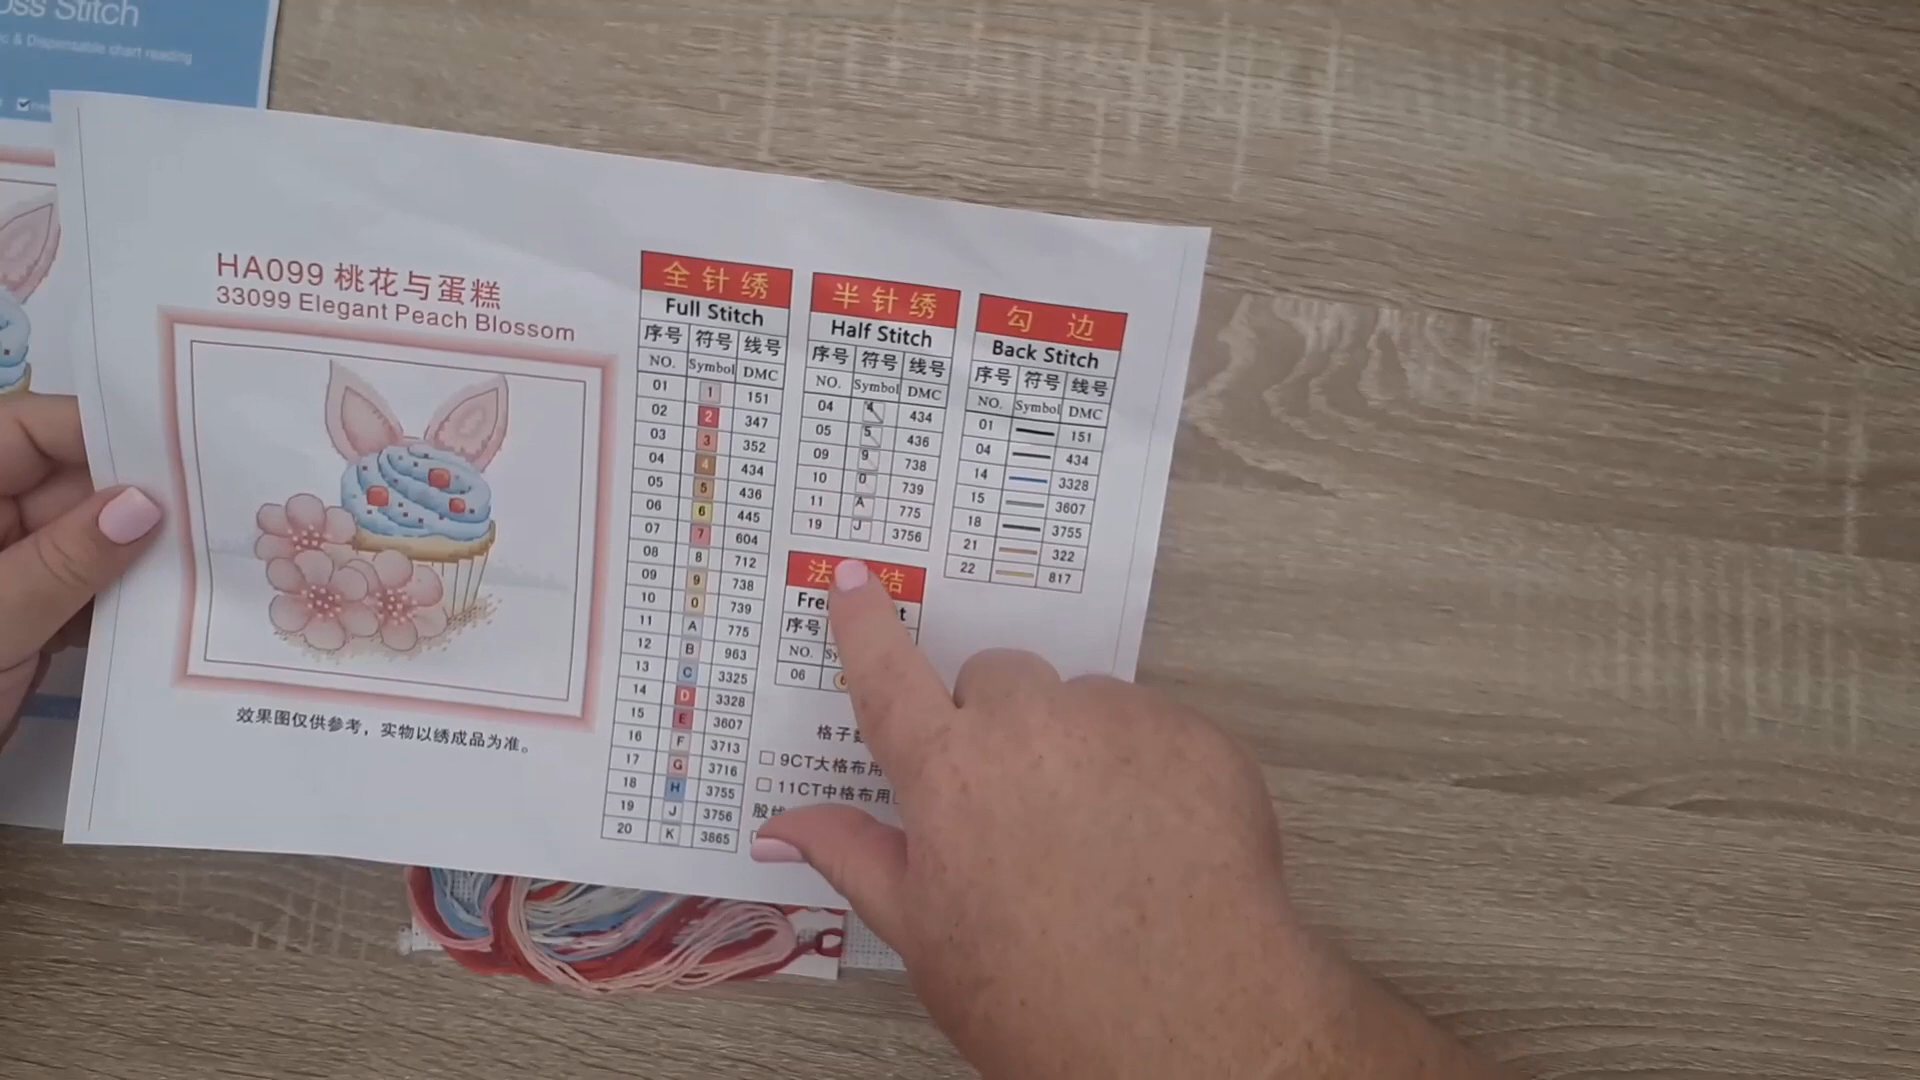 Stitch
& Dispensable chart reading
HA099 桃花与蛋糕
33099 Elegant Peach Blossom
效果图仅供参考，实物以绣成品为准。
全针绣
Full Stitch
序号 符号 线号
NO. Symbol DMC
01 1 151
02 2 347
03 3 352
04 4 434
05 5 436
06 6 445
07 7 604
08 8 712
09 9 738
10 0 739
11 A 775
12 B 963
13 C 3325
14 D 3328
15 E 3607
16 F 3713
17 G 3716
18 H 3755
19 J 3756
20 K 3865
半针绣
Half Stitch
序号 符号 线号
NO. Symbol DMC
04 4 434
05 5 436
09 9 738
10 0 739
11 A 775
19 J 3756
法 结
序号
NO.
06 6
格子
9CT大格布用
11CT中格布用
股
勾边
Back Stitch
序号 符号 线号
NO. Symbol DMC
01 151
04 434
14 3328
15 3607
18 3755
21 322
22 817